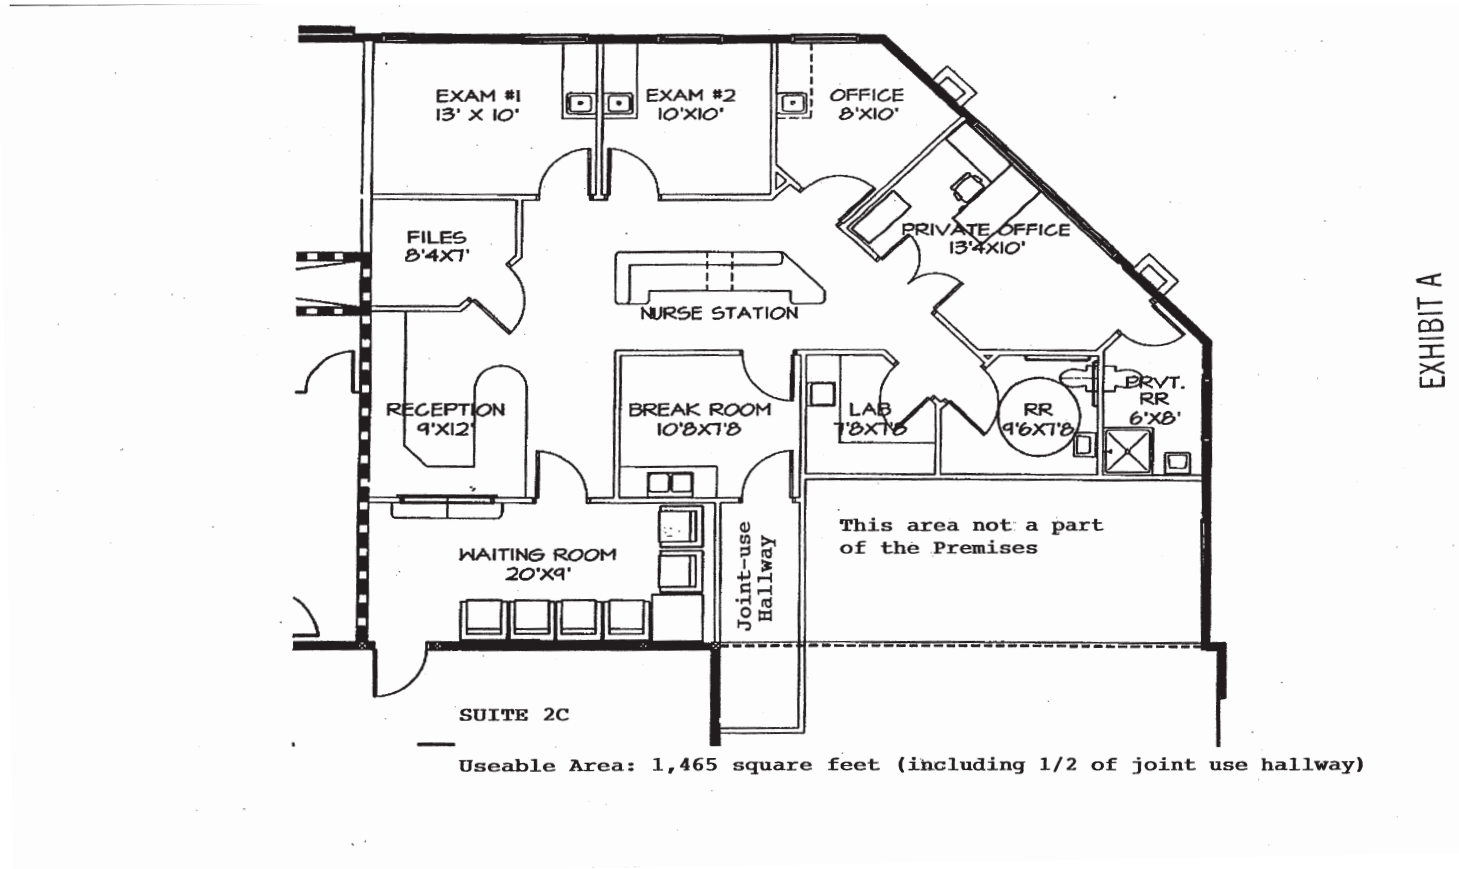 EXAM #1
13' X 10'
EXAM #2
10'X10'
OFFICE
8'X10'
FILES
8'4X7'
PRIVATE OFFICE
13'4X10'
NURSE STATION
RECEPTION
9'X12'
BREAK ROOM
10'8X7'8
LAB
7'8X7'8
RR
9'6X7'8
PRVT.
RR
6'X8'
WAITING ROOM
20'X9'
Joint-use
Hallway
This area not a part
of the Premises
SUITE 2C
Useable Area: 1,465 square feet (including 1/2 of joint use hallway)
EXHIBIT A